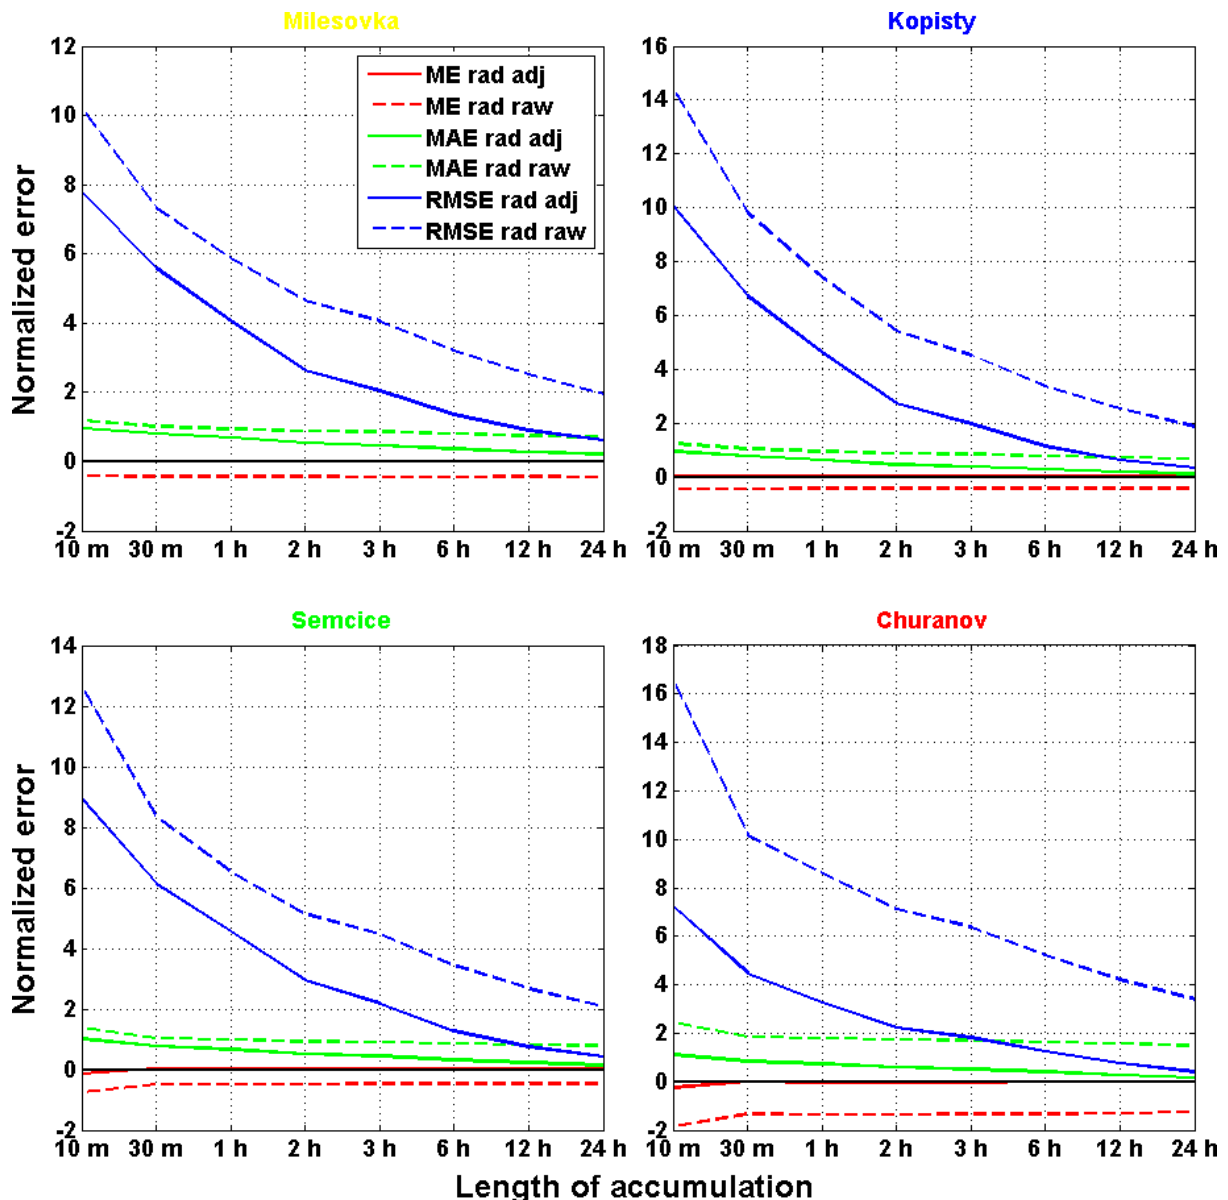 Milesovka
Normalized error
12
10
8
6
4
2
0
-2
ME rad adj
ME rad raw
MAE rad adj
MAE rad raw
RMSE rad adj
RMSE rad raw
10 m 30 m 1 h 2 h 3 h 6 h 12 h 24 h
Kopisty
16
14
12
10
8
6
4
2
0
-2
10 m 30 m 1 h 2 h 3 h 6 h 12 h 24 h
Semcice
Normalized error
14
12
10
8
6
4
2
0
-2
10 m 30 m 1 h 2 h 3 h 6 h 12 h 24 h
Churanov
18
16
14
12
10
8
6
4
2
0
-2
10 m 30 m 1 h 2 h 3 h 6 h 12 h 24 h
Length of accumulation